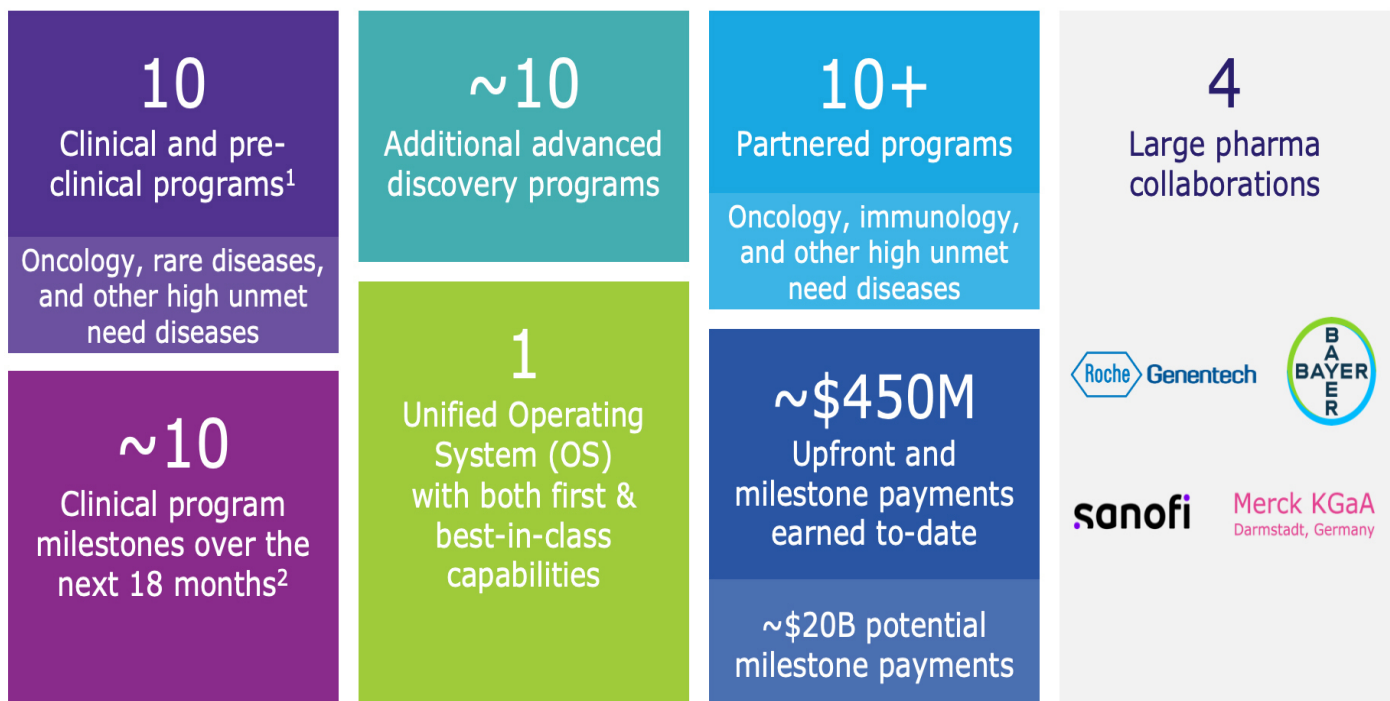 10
Clinical and pre-
clinical programs¹
Oncology, rare diseases,
and other high unmet
need diseases
~10
Clinical program
milestones over the
next 18 months²
~10
Additional advanced
discovery programs
1
Unified Operating
System (OS)
with both first &
best-in-class
capabilities
10+
Partnered programs
Oncology, immunology,
and other high unmet
need diseases
~$450M
Upfront and
milestone payments
earned to-date
~$20B potential
milestone payments
4
Large pharma
collaborations
Roche Genentech
BAYER
BAYER
sanofi
Merck KGaA
Darmstadt, Germany